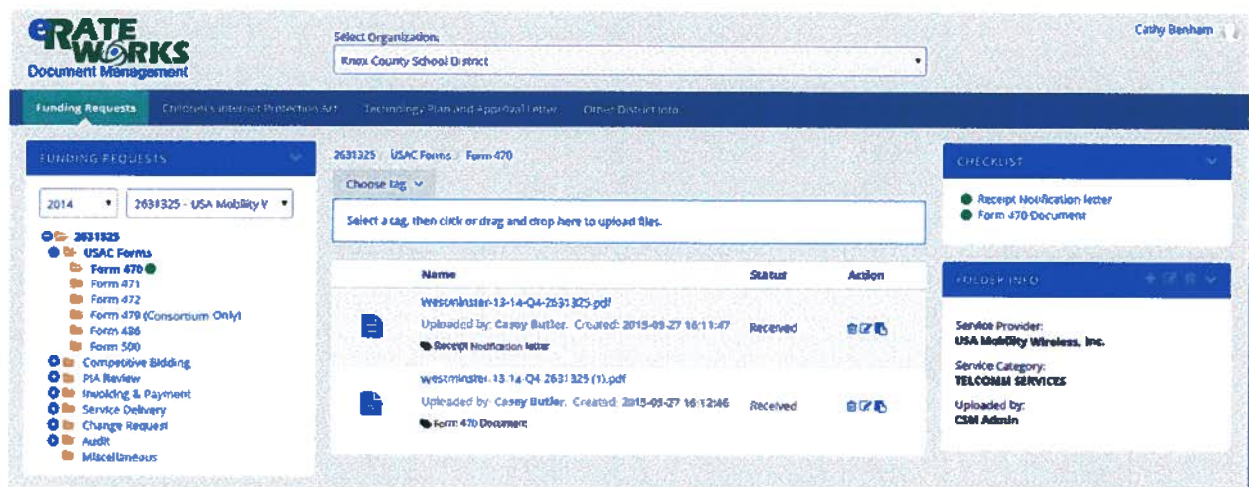 eRATE
WORKS
Document Management
Select Organization:
Knox County School District
Cathy Benham
Funding Requests
Children's Internet Protection Act
Technology Plan and Approval Letter
Other District Info
FUNDING REQUESTS
2014
2631325 - USA Mobility V
2631325
USAC Forms
Form 470
Form 471
Form 472
Form 479 (Consortium Only)
Form 486
Form 500
Competitive Bidding
PIA Review
Invoicing & Payment
Service Delivery
Change Request
Audit
Miscellaneous
2631325 / USAC Forms / Form 470
Choose tag
Select a tag, then click or drag and drop here to upload files.
Name Status Action
Westminster-13-14-Q4-2631325.pdf
Uploaded by: Casey Butler. Created: 2015-03-27 16:11:47 Received
Receipt Notification letter
Westminster-13-14-Q4-2631325 (1).pdf
Uploaded by: Casey Butler. Created: 2015-03-27 16:12:46 Received
Form 470 Document
CHECKLIST
Receipt Notification letter
Form 470 Document
FOLDER INFO
Service Provider:
USA Mobility Wireless, Inc.
Service Category:
TELCOMM SERVICES
Uploaded by:
CSM Admin